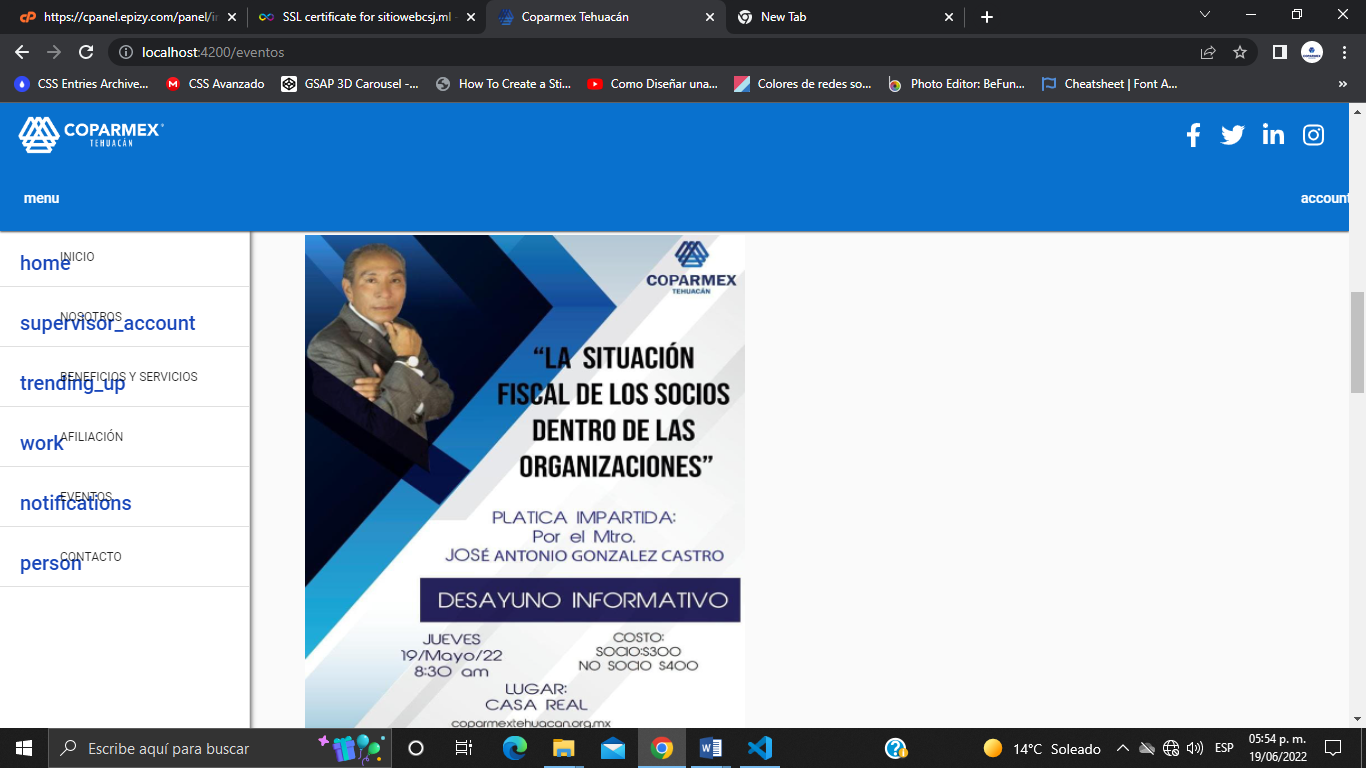 https://cpanel.epizy.com/panel/in
SSL certificate for sitiowebcsj.ml -
Coparmex Tehuacán
New Tab
localhost:4200/eventos
CSS Entries Archive...
CSS Avanzado
GSAP 3D Carousel -...
How To Create a Sti...
Como Diseñar una...
Colores de redes so...
Photo Editor: BeFun...
Cheatsheet | Font A...
COPARMEX
TEHUACÁN
menu
account
INICIO
home
NOSOTROS
supervisor_account
BENEFICIOS Y SERVICIOS
trending_up
AFILIACIÓN
work
EVENTOS
notifications
CONTACTO
person
COPARMEX
TEHUACÁN
“LA SITUACIÓN
FISCAL DE LOS SOCIOS
DENTRO DE LAS
ORGANIZACIONES”
PLATICA IMPARTIDA:
Por el Mtro.
JOSÉ ANTONIO GONZALEZ CASTRO
DESAYUNO INFORMATIVO
JUEVES
19/Mayo/22
8:30 am
COSTO:
SOCIO:$300
NO SOCIO $400
LUGAR:
CASA REAL
coparmextehuacan.org.mx
Escribe aquí para buscar
14°C Soleado
ESP
05:54 p. m.
19/06/2022